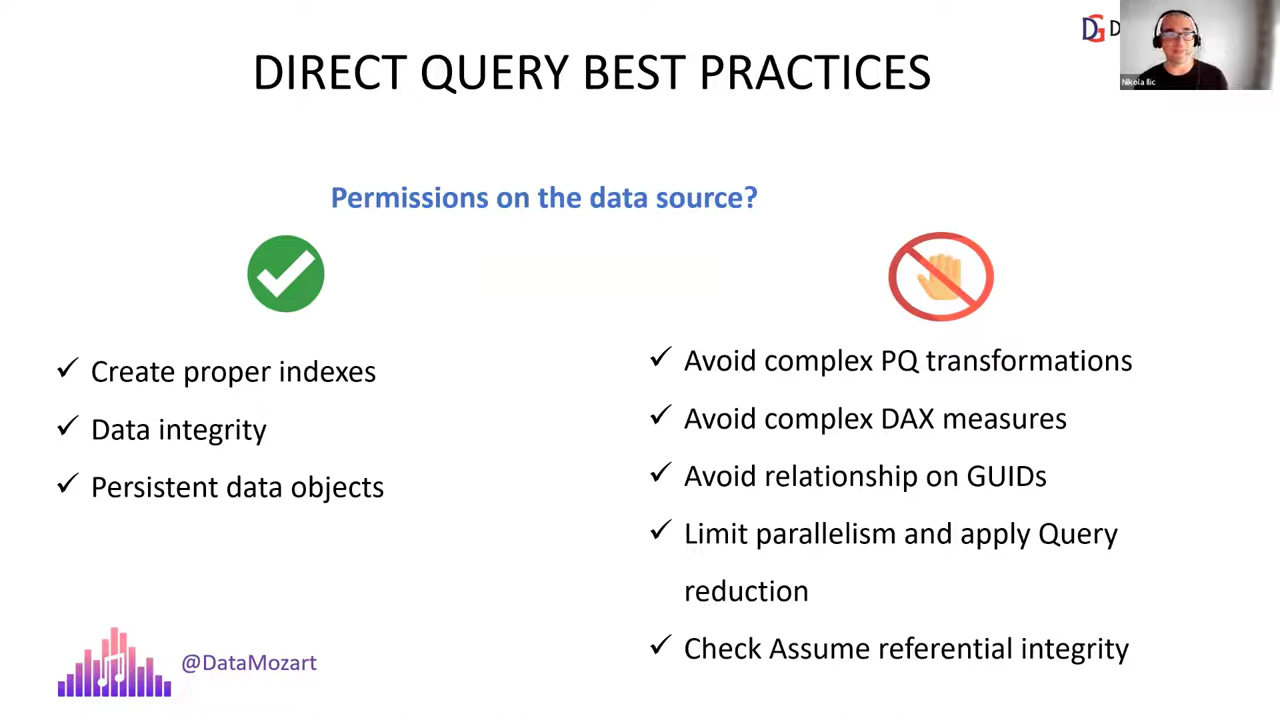 DIRECT QUERY BEST PRACTICES
Nikola Ilic
Permissions on the data source?
✓ Create proper indexes
✓ Data integrity
✓ Persistent data objects
✓ Avoid complex PQ transformations
✓ Avoid complex DAX measures
✓ Avoid relationship on GUIDs
✓ Limit parallelism and apply Query
reduction
✓ Check Assume referential integrity
@DataMozart